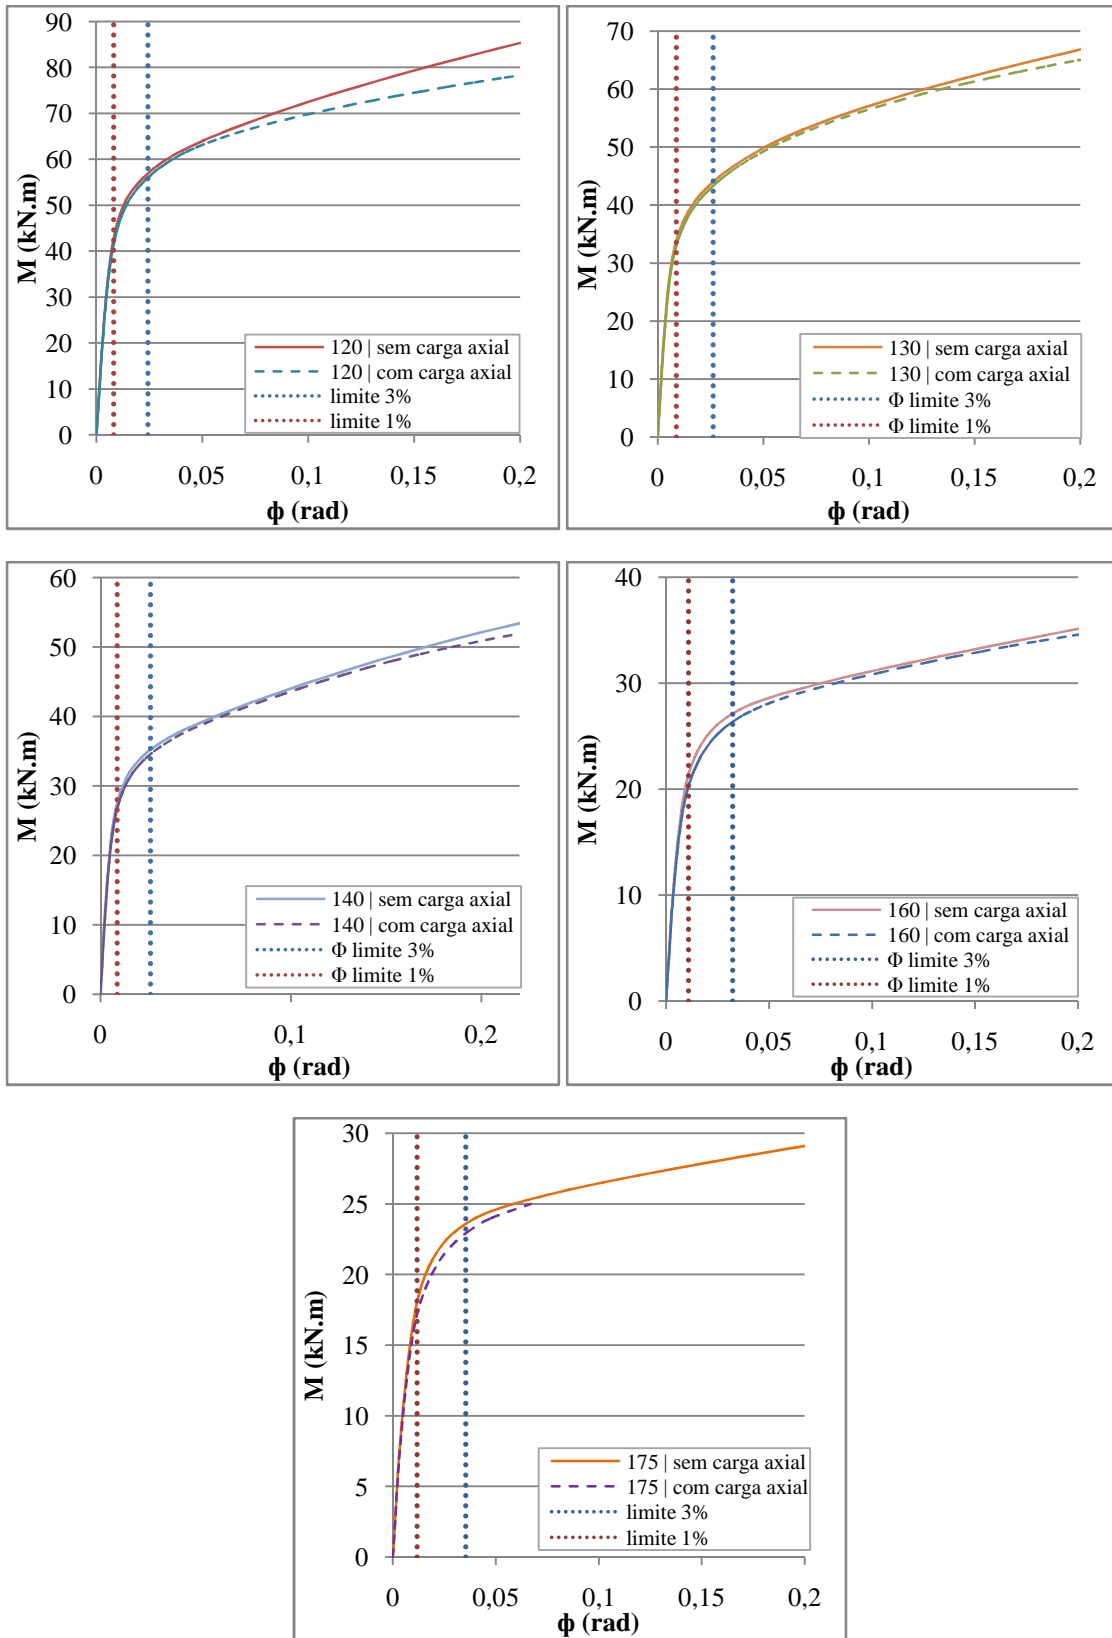 M (kN.m)
90
80
70
60
50
40
30
20
10
0
120 | sem carga axial
120 | com carga axial
limite 3%
limite 1%
0 0,05 0,1 0,15 0,2
ϕ (rad)
M (kN.m)
70
60
50
40
30
20
10
0
130 | sem carga axial
130 | com carga axial
Φ limite 3%
Φ limite 1%
0 0,05 0,1 0,15 0,2
ϕ (rad)
M (kN.m)
60
50
40
30
20
10
0
140 | sem carga axial
140 | com carga axial
Φ limite 3%
Φ limite 1%
0 0,1 0,2
ϕ (rad)
M (kN.m)
40
30
20
10
0
160 | sem carga axial
160 | com carga axial
Φ limite 3%
Φ limite 1%
0 0,05 0,1 0,15 0,2
ϕ (rad)
M (kN.m)
30
25
20
15
10
5
0
175 | sem carga axial
175 | com carga axial
limite 3%
limite 1%
0 0,05 0,1 0,15 0,2
ϕ (rad)